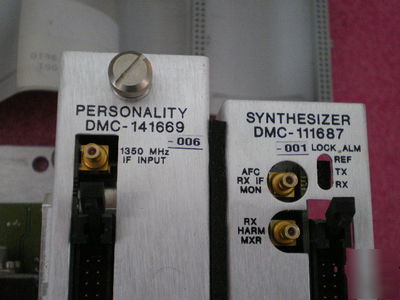 PERSONALITY
DMC-141669
-006
1350 MHz
IF INPUT
SYNTHESIZER
DMC-111687
-001 LOCK ALM
REF
TX
RX
AFC
RX IF
MON
RX
HARM
MXR